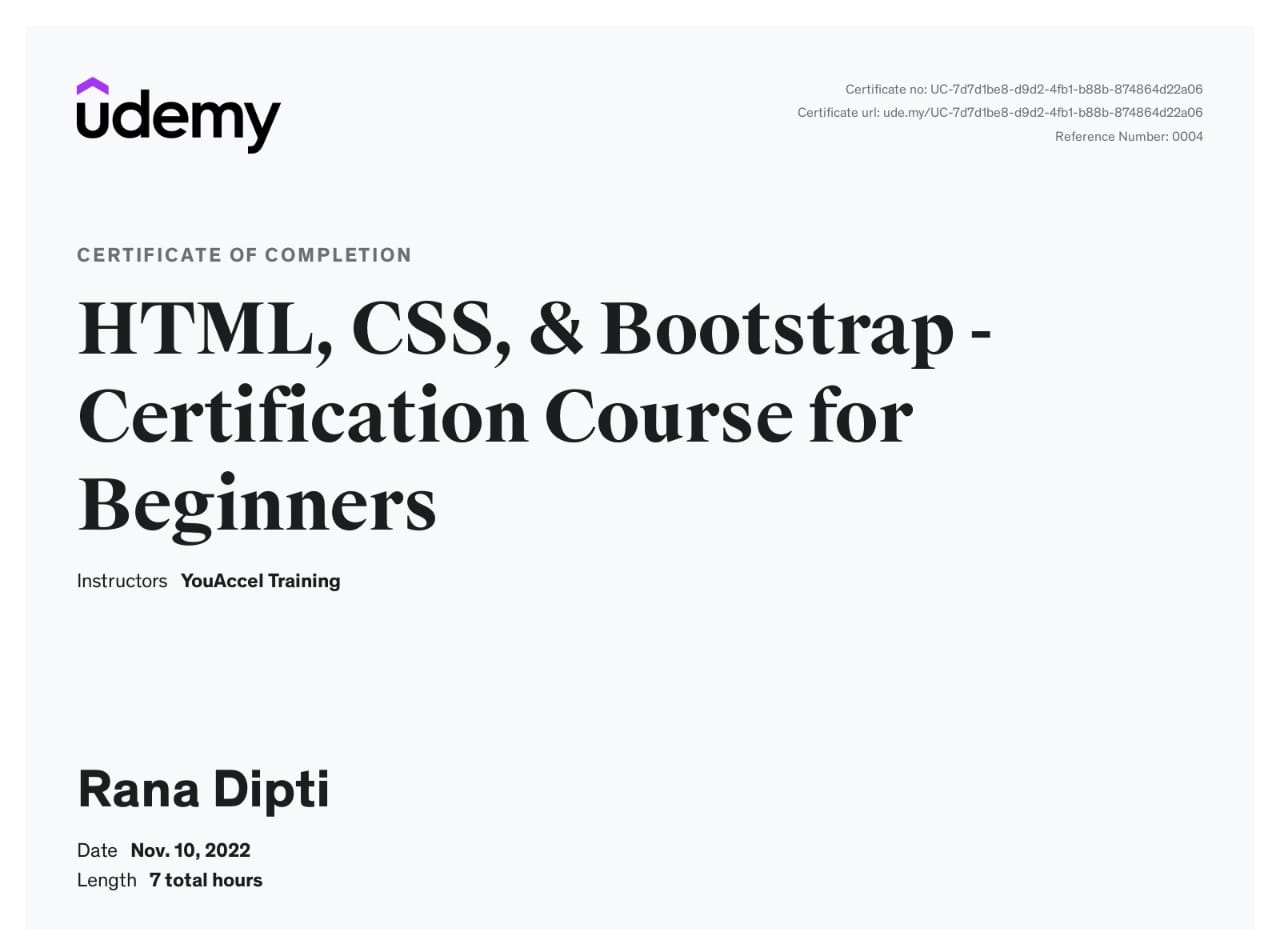 udemy
Certificate no: UC-7d7d1be8-d9d2-4fb1-b88b-874864d22a06
Certificate url: ude.my/UC-7d7d1be8-d9d2-4fb1-b88b-874864d22a06
Reference Number: 0004
CERTIFICATE OF COMPLETION
HTML, CSS, & Bootstrap -
Certification Course for
Beginners
Instructors YouAccel Training
Rana Dipti
Date Nov. 10, 2022
Length 7 total hours